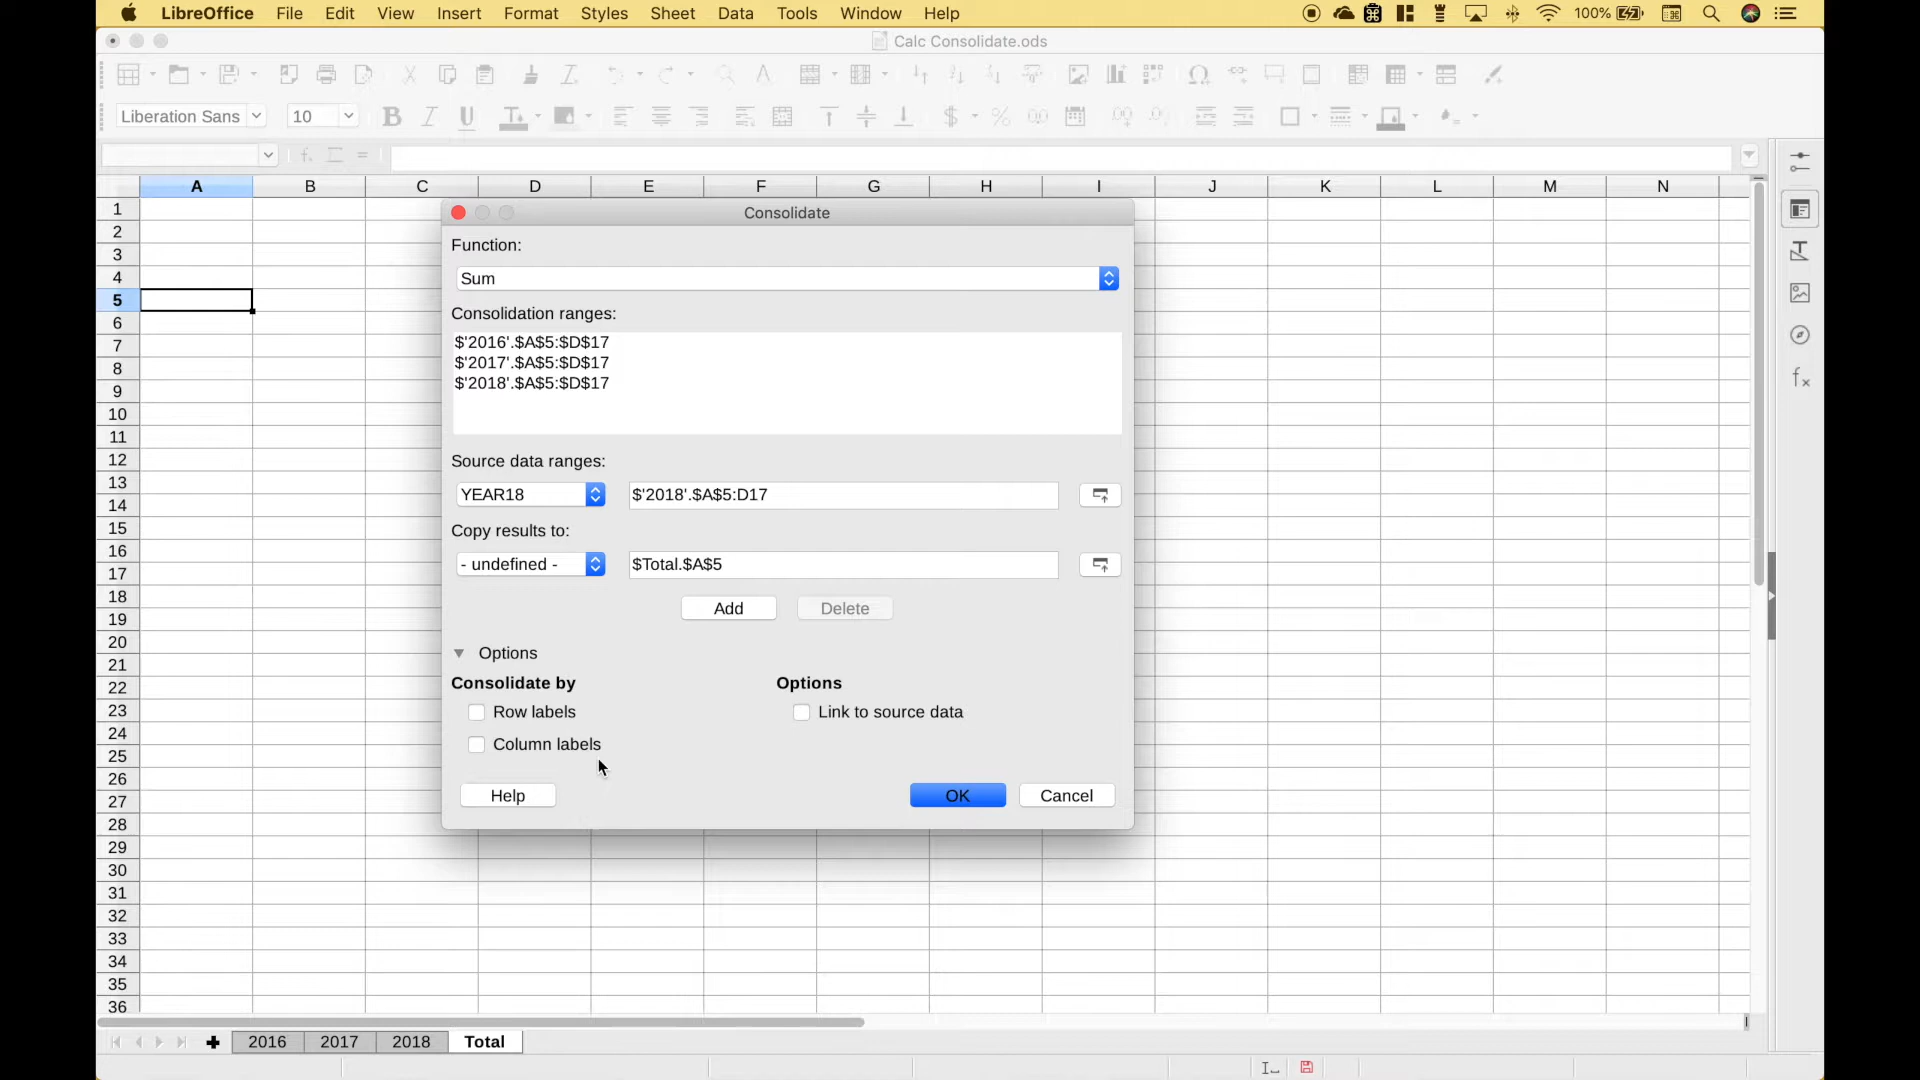 LibreOffice File Edit View Insert Format Styles Sheet Data Tools Window Help 100%
Calc Consolidate.ods
Liberation Sans 10
A B C D E F G H I J K L M N
1
2
3
4
5
6
7
8
9
10
11
12
13
14
15
16
17
18
19
20
21
22
23
24
25
26
27
28
29
30
31
32
33
34
35
36
Consolidate
Function:
Sum
Consolidation ranges:
$'2016'.$A$5:$D$17
$'2017'.$A$5:$D$17
$'2018'.$A$5:$D$17
Source data ranges:
YEAR18 $'2018'.$A$5:D17
Copy results to:
- undefined - $Total.$A$5
Add Delete
Options
Consolidate by Options
Row labels Link to source data
Column labels
Help OK Cancel
2016 2017 2018 Total